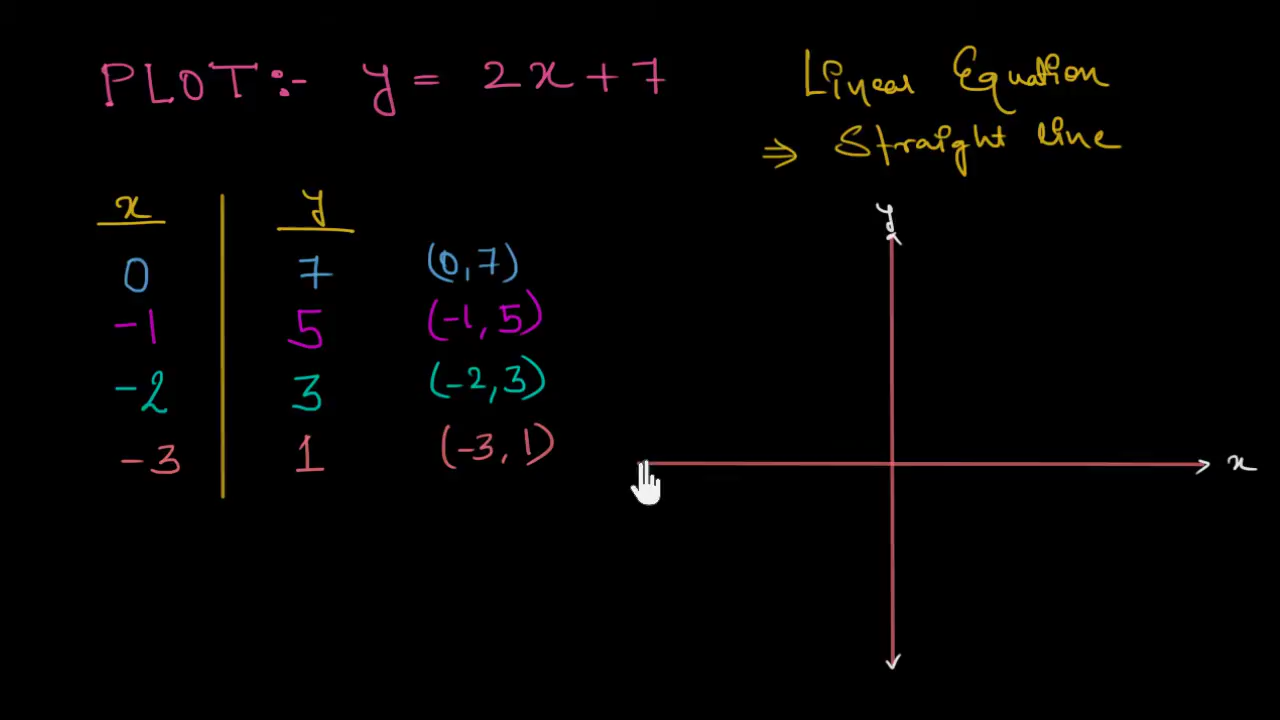 PLOT:- y = 2x + 7
Linear Equation
⇒ Straight line
x y
0 7 (0, 7)
-1 5 (-1, 5)
-2 3 (-2, 3)
-3 1 (-3, 1)
y
x